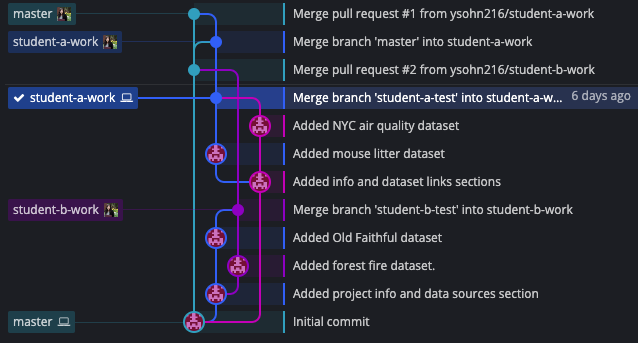 master Merge pull request #1 from ysohn216/student-a-work
student-a-work Merge branch 'master' into student-a-work
Merge pull request #2 from ysohn216/student-b-work
student-a-work Merge branch 'student-a-test' into student-a-w... 6 days ago
Added NYC air quality dataset
Added mouse litter dataset
Added info and dataset links sections
student-b-work Merge branch 'student-b-test' into student-b-work
Added Old Faithful dataset
Added forest fire dataset.
Added project info and data sources section
master Initial commit